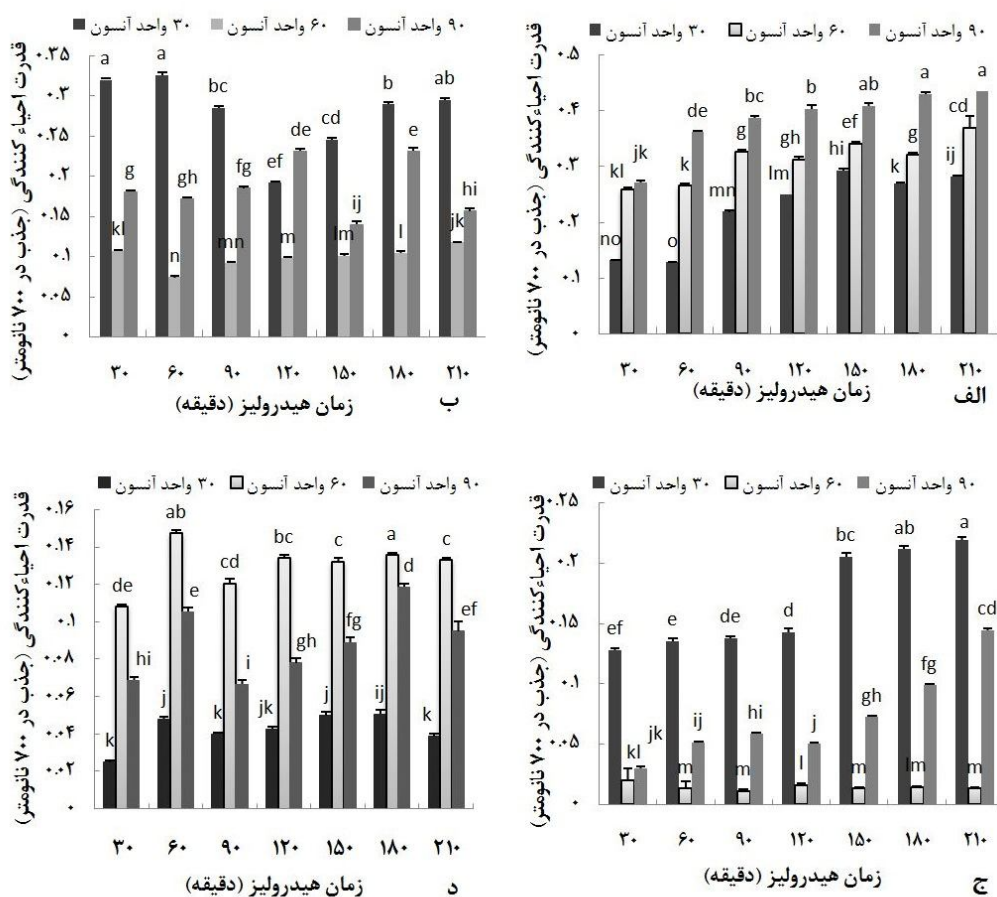 ■ ۳۰ واحد آنسون ■ ۶۰ واحد آنسون ■ ۹۰ واحد آنسون
قدرت احیاء کنندگی (جذب در ۷۰۰ نانومتر)
۰.۵
۰.۴
۰.۳
۰.۲
۰.۱
۰
no kl jk
o k de
mn g bc
lm gh b
hi ef ab
k g a
ij cd a
۳۰ ۶۰ ۹۰ ۱۲۰ ۱۵۰ ۱۸۰ ۲۱۰
زمان هیدرولیز (دقیقه)
الف
■ ۳۰ واحد آنسون ■ ۶۰ واحد آنسون ■ ۹۰ واحد آنسون
قدرت احیاء کنندگی (جذب در ۷۰۰ نانومتر)
۰.۳۵
۰.۳
۰.۲۵
۰.۲
۰.۱۵
۰.۱
۰.۰۵
۰
a kl g
a n gh
bc mn fg
ef m de
cd lm ij
b l e
ab jk hi
۳۰ ۶۰ ۹۰ ۱۲۰ ۱۵۰ ۱۸۰ ۲۱۰
زمان هیدرولیز (دقیقه)
ب
■ ۳۰ واحد آنسون □ ۶۰ واحد آنسون ■ ۹۰ واحد آنسون
قدرت احیاء کنندگی (جذب در ۷۰۰ نانومتر)
۰.۲۵
۰.۲
۰.۱۵
۰.۱
۰.۰۵
۰
ef jk kl
e m ij
de m hi
d l j
bc m gh
ab lm fg
a m cd
۳۰ ۶۰ ۹۰ ۱۲۰ ۱۵۰ ۱۸۰ ۲۱۰
زمان هیدرولیز (دقیقه)
ج
■ ۳۰ واحد آنسون □ ۶۰ واحد آنسون ■ ۹۰ واحد آنسون
قدرت احیاءکنندگی (جذب در ۷۰۰ نانومتر)
۰.۱۶
۰.۱۴
۰.۱۲
۰.۱
۰.۰۸
۰.۰۶
۰.۰۴
۰.۰۲
۰
k de hi
j ab e
k cd i
jk bc gh
j c fg
ij a d
k c ef
۳۰ ۶۰ ۹۰ ۱۲۰ ۱۵۰ ۱۸۰ ۲۱۰
زمان هیدرولیز (دقیقه)
د